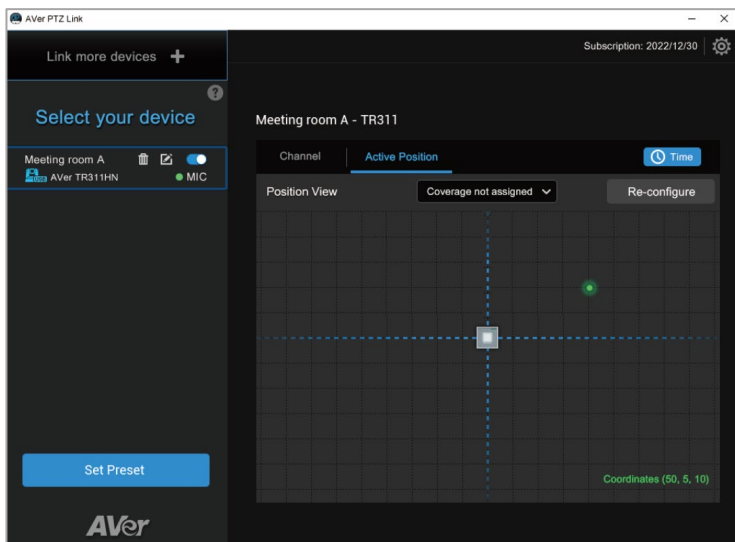 AVer PTZ Link
Link more devices +
Subscription: 2022/12/30
?
Select your device
Meeting room A
USB AVer TR311HN
MIC
Set Preset
AVer
Meeting room A - TR311
Channel
Active Position
Time
Position View
Coverage not assigned
Re-configure
Coordinates (50, 5, 10)